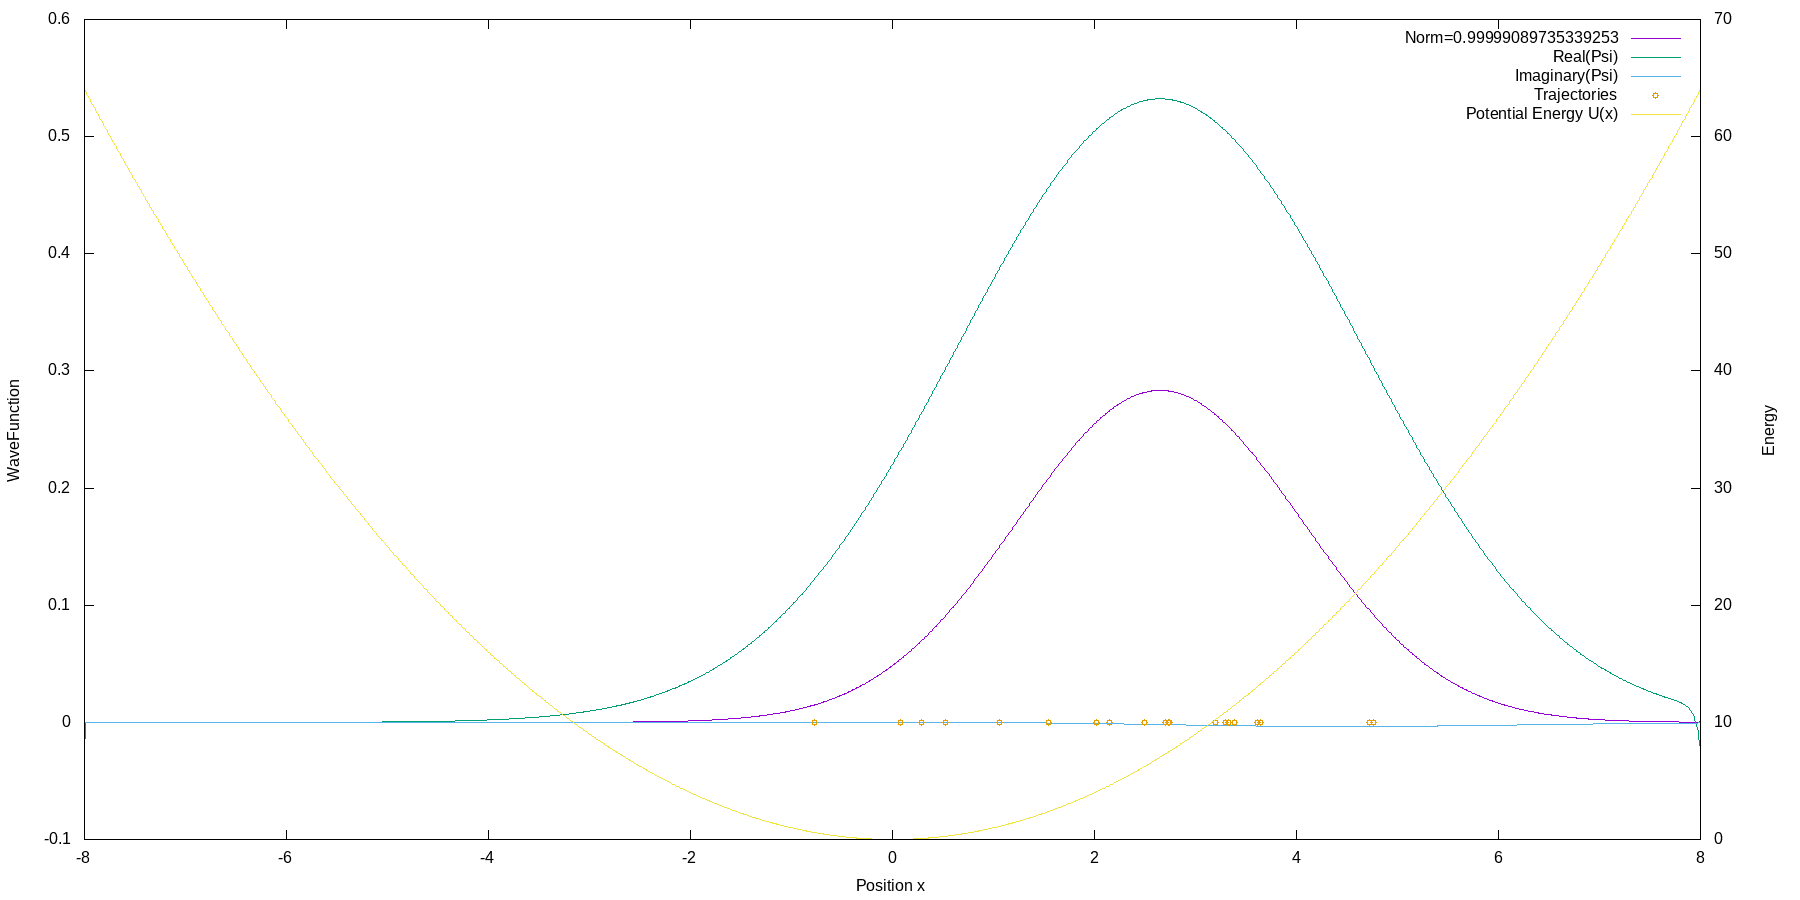 0.6
0.5
0.4
0.3
0.2
0.1
0
-0.1
WaveFunction
Norm=0.99999089735339253
Real(Psi)
Imaginary(Psi)
Trajectories
Potential Energy U(x)
70
60
50
40
30
20
10
0
Energy
-8 -6 -4 -2 0 2 4 6 8
Position x